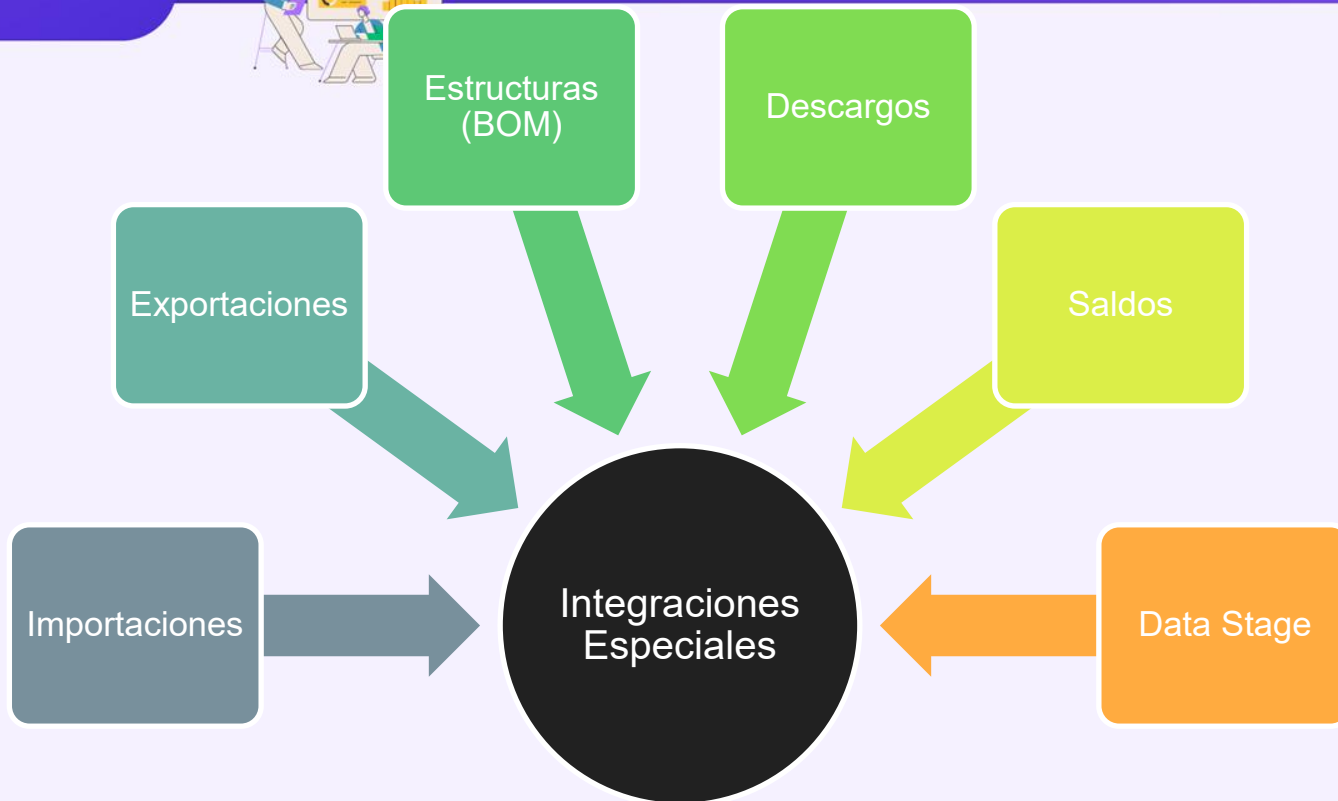 Estructuras
(BOM)
Descargos
Exportaciones
Saldos
Importaciones
Integraciones
Especiales
Data Stage